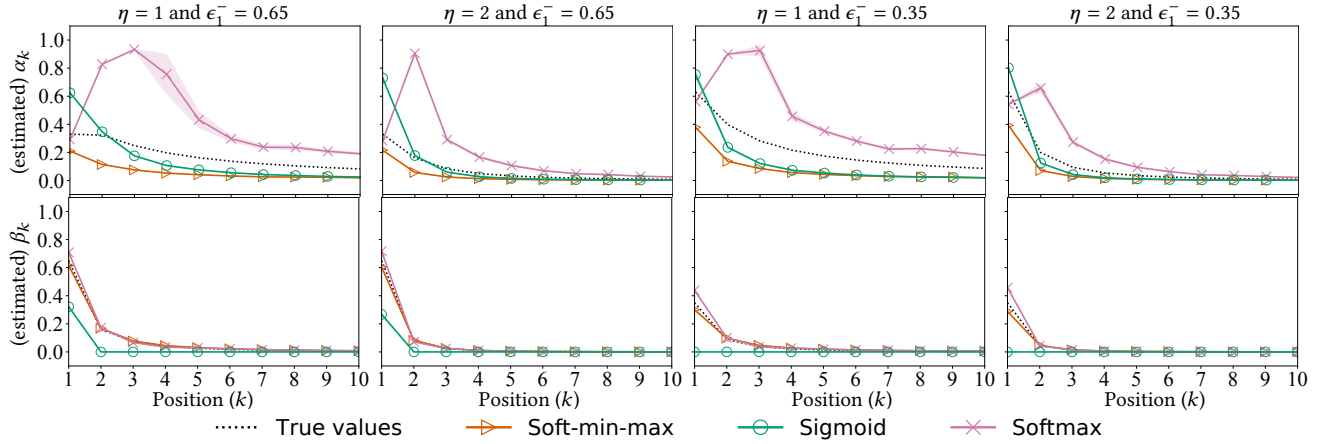 η = 1 and ϵ₁⁻ = 0.65
η = 2 and ϵ₁⁻ = 0.65
η = 1 and ϵ₁⁻ = 0.35
η = 2 and ϵ₁⁻ = 0.35
(estimated) αₖ
1.0
0.8
0.6
0.4
0.2
0.0
(estimated) βₖ
1.0
0.8
0.6
0.4
0.2
0.0
1 2 3 4 5 6 7 8 9 10
1 2 3 4 5 6 7 8 9 10
1 2 3 4 5 6 7 8 9 10
1 2 3 4 5 6 7 8 9 10
Position (k)
Position (k)
Position (k)
Position (k)
True values
Soft-min-max
Sigmoid
Softmax